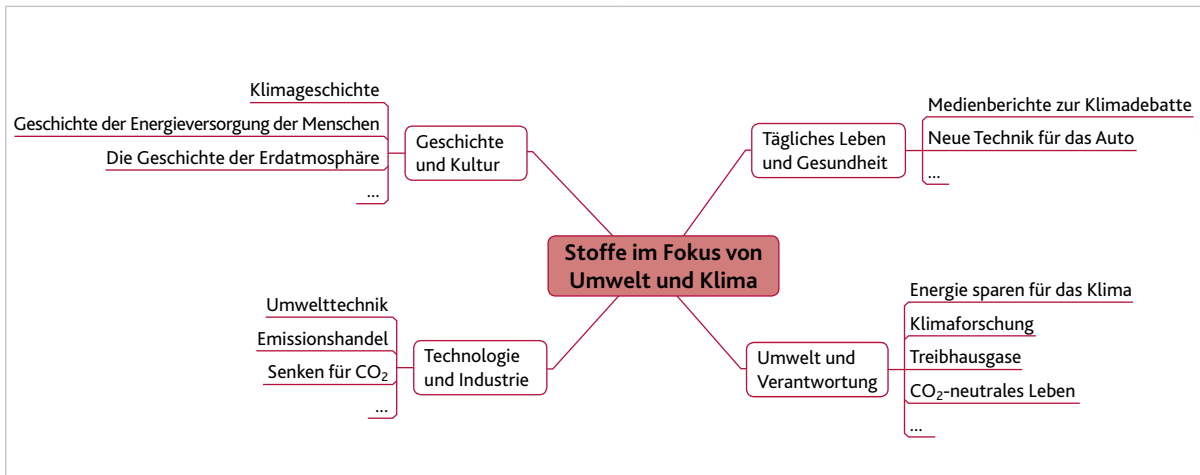 Klimageschichte
Geschichte der Energieversorgung der Menschen
Die Geschichte der Erdatmosphäre
...
Geschichte
und Kultur
Medienberichte zur Klimadebatte
Neue Technik für das Auto
...
Tägliches Leben
und Gesundheit
Stoffe im Fokus von
Umwelt und Klima
Umwelttechnik
Emissionshandel
Senken für CO₂
...
Technologie
und Industrie
Energie sparen für das Klima
Klimaforschung
Treibhausgase
CO₂-neutrales Leben
...
Umwelt und
Verantwortung